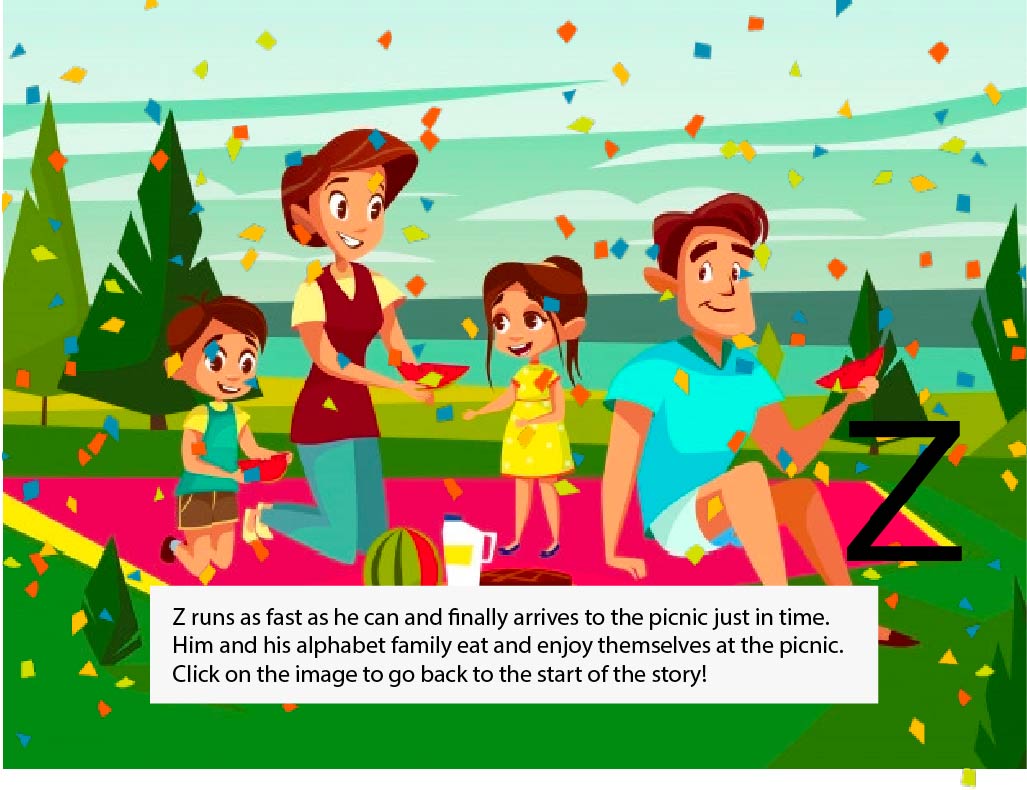 Z
Z runs as fast as he can and finally arrives to the picnic just in time.
Him and his alphabet family eat and enjoy themselves at the picnic.
Click on the image to go back to the start of the story!